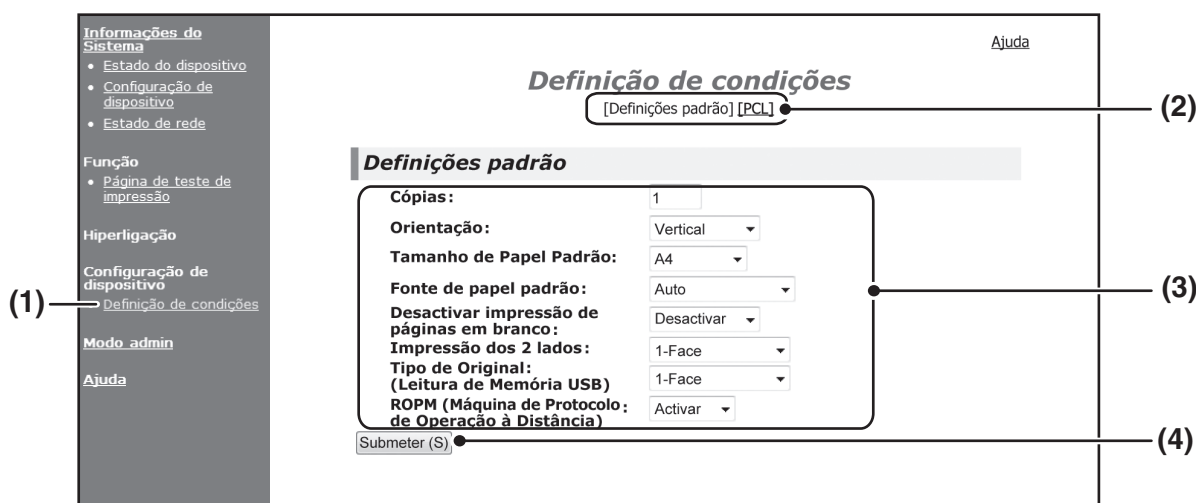 Informações do
Sistema
• Estado do dispositivo
• Configuração de
dispositivo
• Estado de rede
Função
• Página de teste de
impressão
Hiperligação
Configuração de
dispositivo
Definição de condições
Modo admin
Ajuda
(1)
Ajuda
Definição de condições
[Definições padrão] [PCL]
(2)
Definições padrão
Cópias: 1
Orientação: Vertical
Tamanho de Papel Padrão: A4
Fonte de papel padrão: Auto
(3)
Desactivar impressão de
páginas em branco: Desactivar
Impressão dos 2 lados: 1-Face
Tipo de Original:
(Leitura de Memória USB) 1-Face
ROPM (Máquina de Protocolo:
de Operação à Distância) Activar
Submeter (S)
(4)